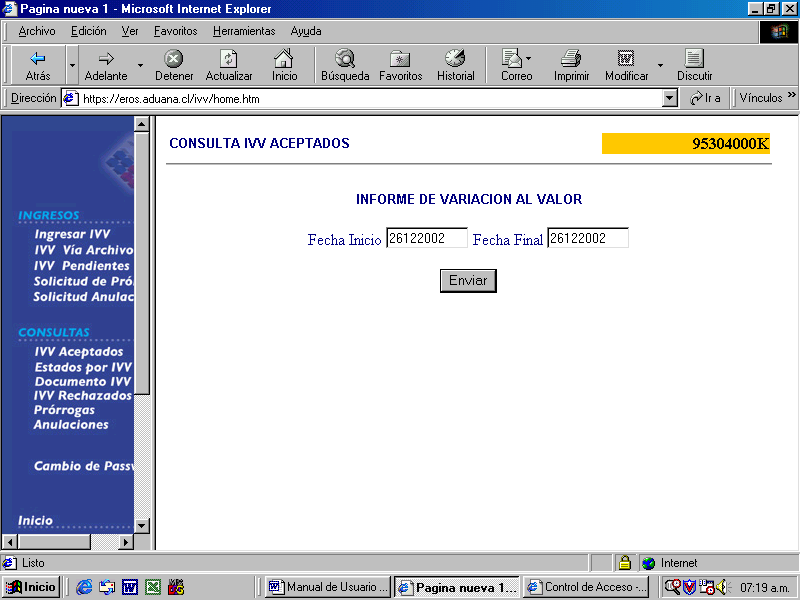 Pagina nueva 1 - Microsoft Internet Explorer
Archivo Edición Ver Favoritos Herramientas Ayuda
Atrás Adelante Detener Actualizar Inicio Búsqueda Favoritos Historial Correo Imprimir Modificar Discutir
Dirección https://eros.aduana.cl/ivv/home.htm Ir a Vínculos »
CONSULTA IVV ACEPTADOS 95304000K
INFORME DE VARIACION AL VALOR
Fecha Inicio 26122002 Fecha Final 26122002
Enviar
INGRESOS
Ingresar IVV
IVV Vía Archivo
IVV Pendientes
Solicitud de Pró
Solicitud Anulac
CONSULTAS
IVV Aceptados
Estados por IVV
Documento IVV
IVV Rechazados
Prórrogas
Anulaciones
Cambio de Passw
Inicio
Listo Internet
Inicio Manual de Usuario ... Pagina nueva 1... Control de Acceso -... 07:19 a.m.